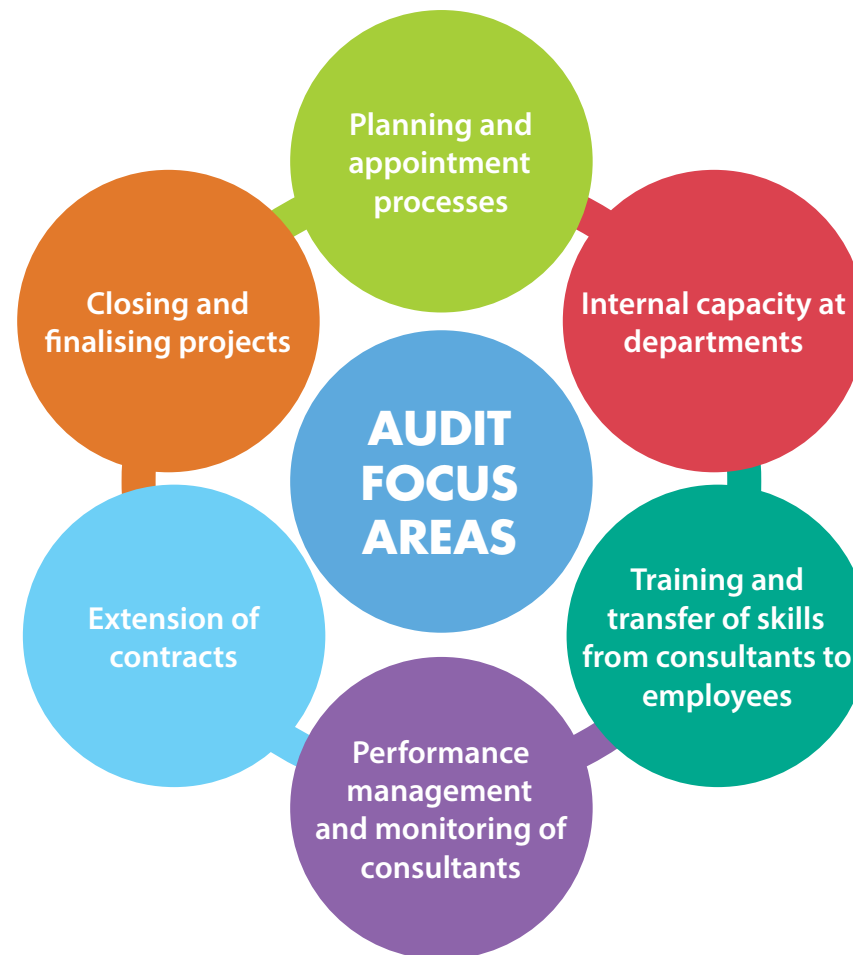 Planning and
appointment
processes
Internal capacity at
departments
Training and
transfer of skills
from consultants to
employees
Performance
management
and monitoring of
consultants
Extension of
contracts
Closing and
finalising projects
AUDIT
FOCUS
AREAS